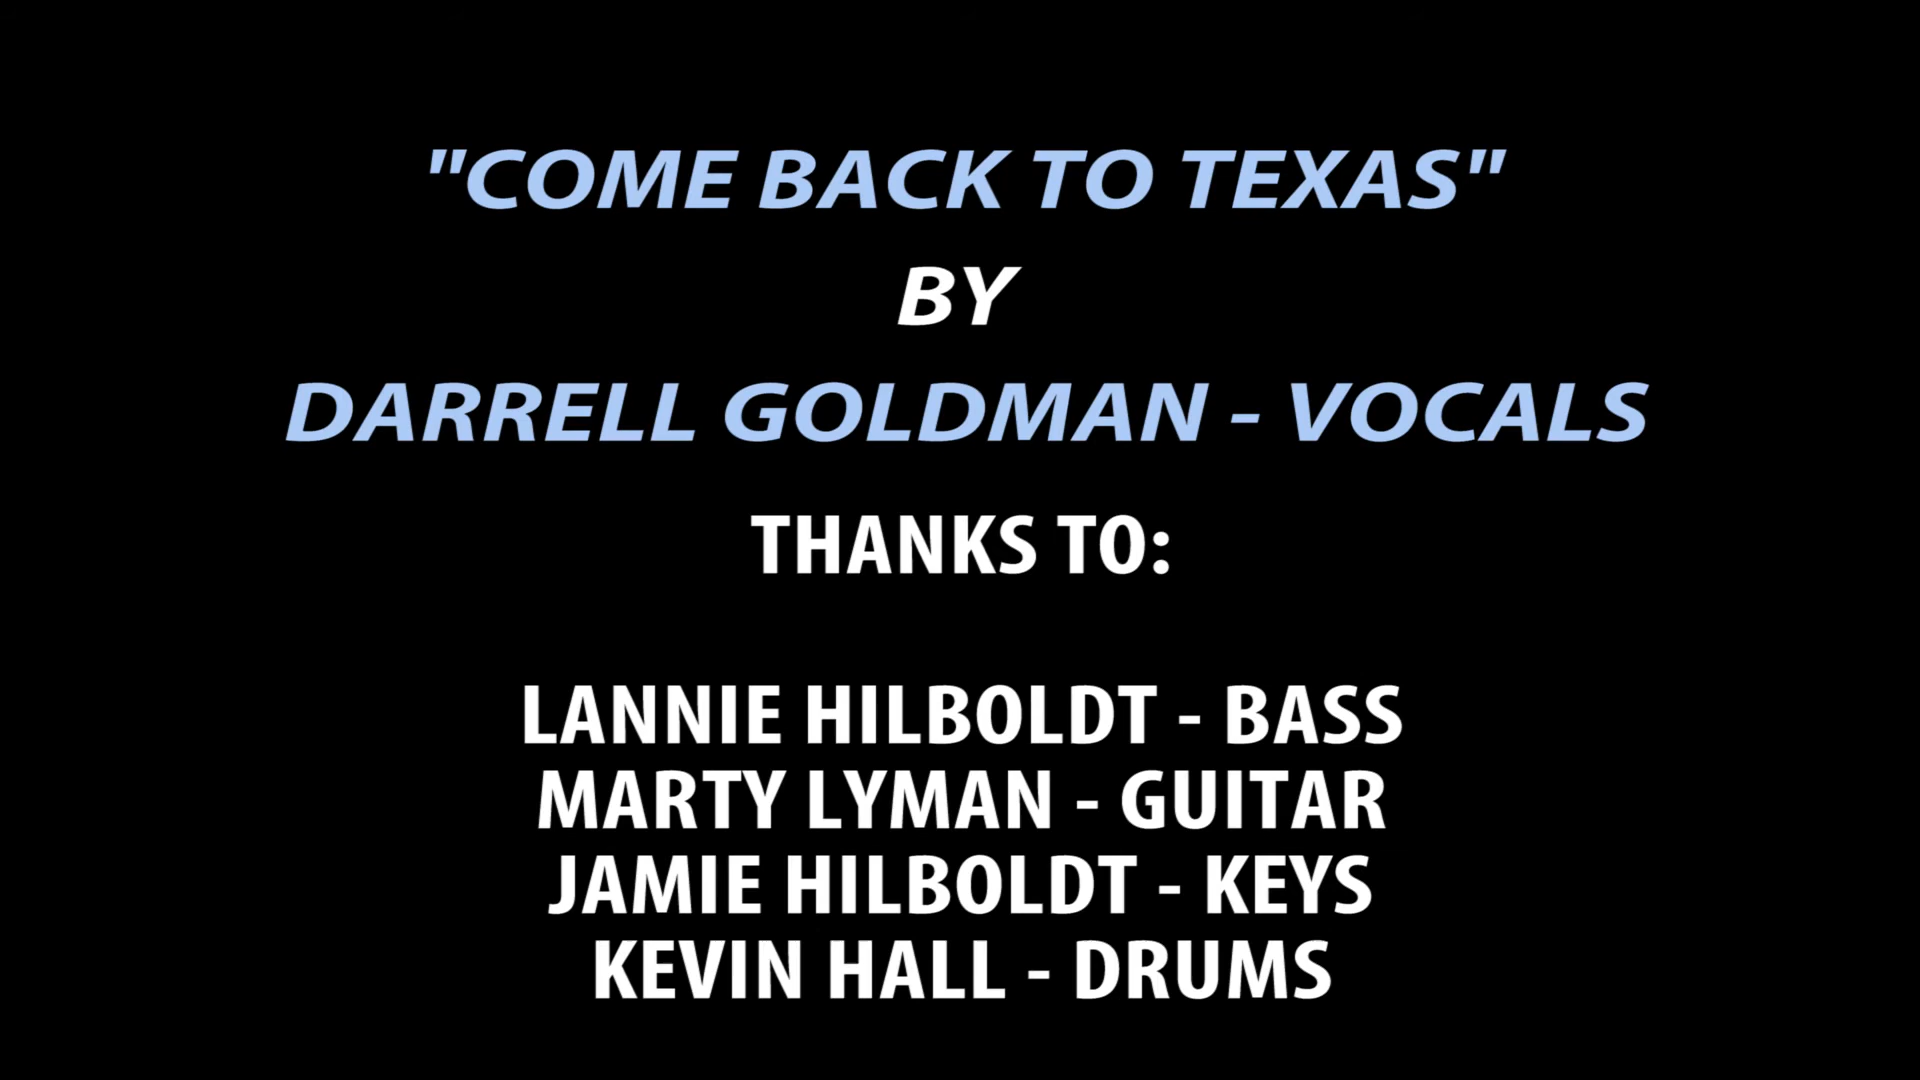 "COME BACK TO TEXAS"
BY
DARRELL GOLDMAN - VOCALS
THANKS TO:
LANNIE HILBOLDT - BASS
MARTY LYMAN - GUITAR
JAMIE HILBOLDT - KEYS
KEVIN HALL - DRUMS